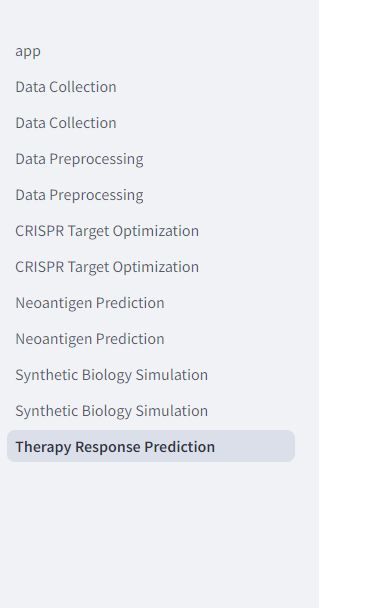 app
Data Collection
Data Collection
Data Preprocessing
Data Preprocessing
CRISPR Target Optimization
CRISPR Target Optimization
Neoantigen Prediction
Neoantigen Prediction
Synthetic Biology Simulation
Synthetic Biology Simulation
Therapy Response Prediction